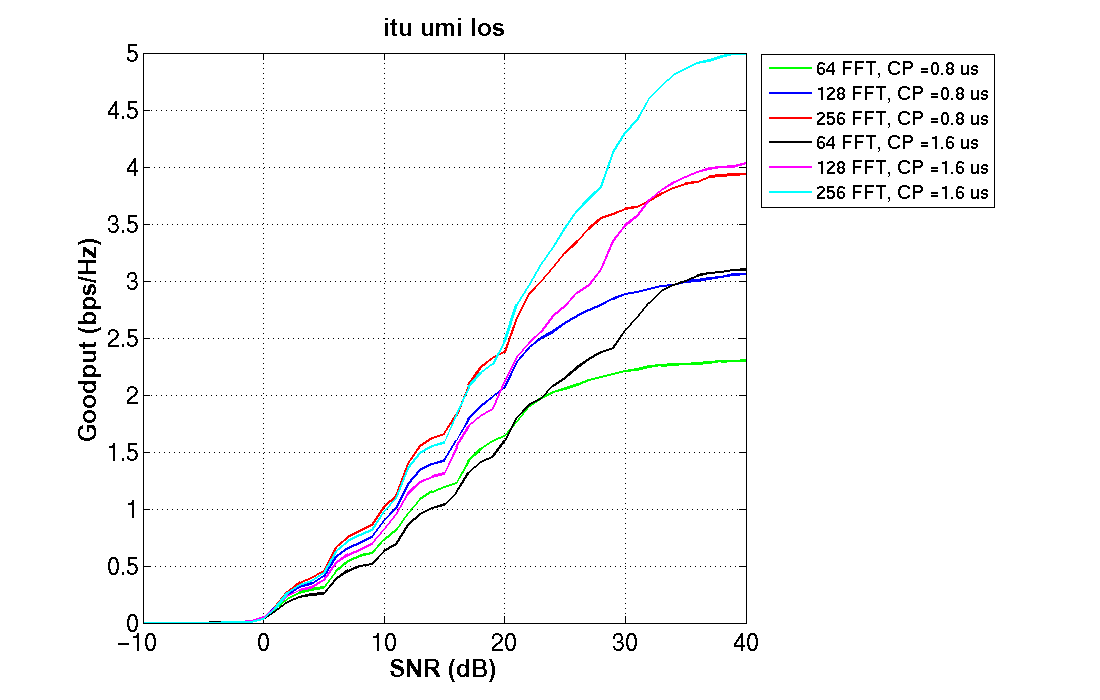 itu umi los
5
4.5
4
3.5
3
2.5
2
1.5
1
0.5
0
Goodput (bps/Hz)
−10
0
10
20
30
40
SNR (dB)
64 FFT, CP =0.8 us
128 FFT, CP =0.8 us
256 FFT, CP =0.8 us
64 FFT, CP =1.6 us
128 FFT, CP =1.6 us
256 FFT, CP =1.6 us